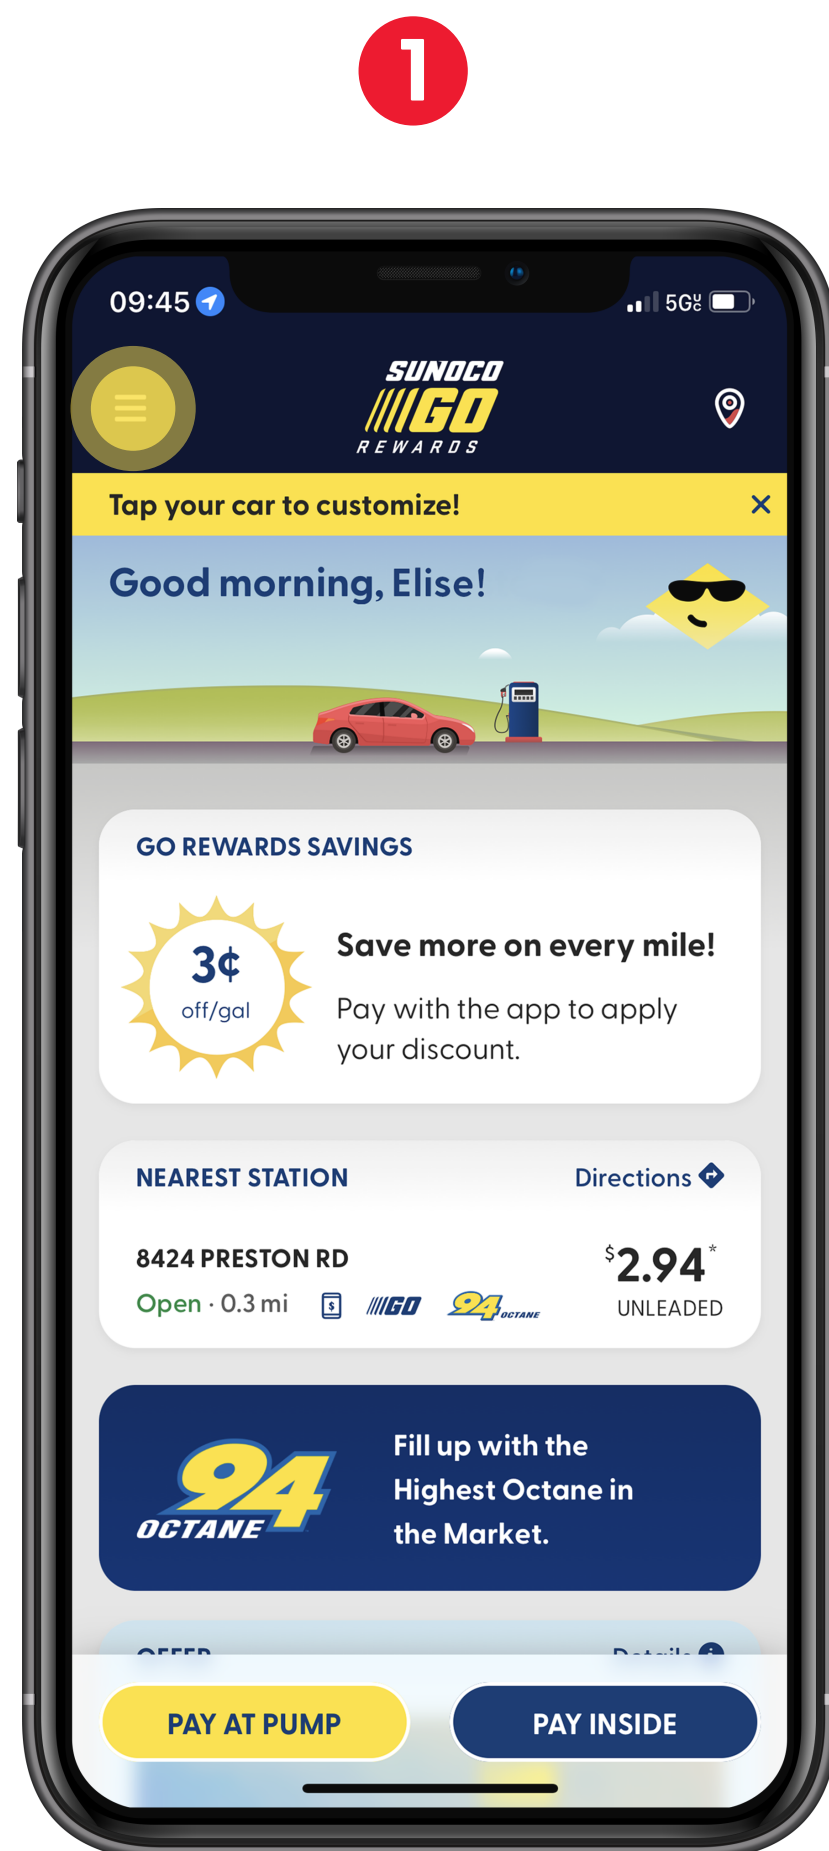 1
09:45
5GUC
SUNOCO
GO
REWARDS
Tap your car to customize!
Good morning, Elise!
GO REWARDS SAVINGS
3¢
off/gal
Save more on every mile!
Pay with the app to apply
your discount.
NEAREST STATION
Directions
8424 PRESTON RD
$2.94*
Open · 0.3 mi
$
GO
94 OCTANE
UNLEADED
94
OCTANE
Fill up with the
Highest Octane in
the Market.
OFFER
Details
PAY AT PUMP
PAY INSIDE